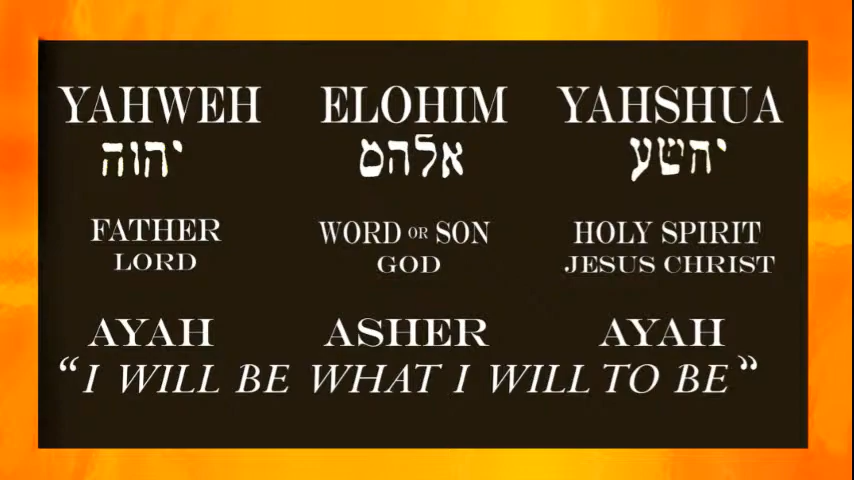 YAHWEH ELOHIM YAHSHUA
יהוה אלהם יהשע
FATHER WORD OR SON HOLY SPIRIT
LORD GOD JESUS CHRIST
AYAH ASHER AYAH
“I WILL BE WHAT I WILL TO BE”